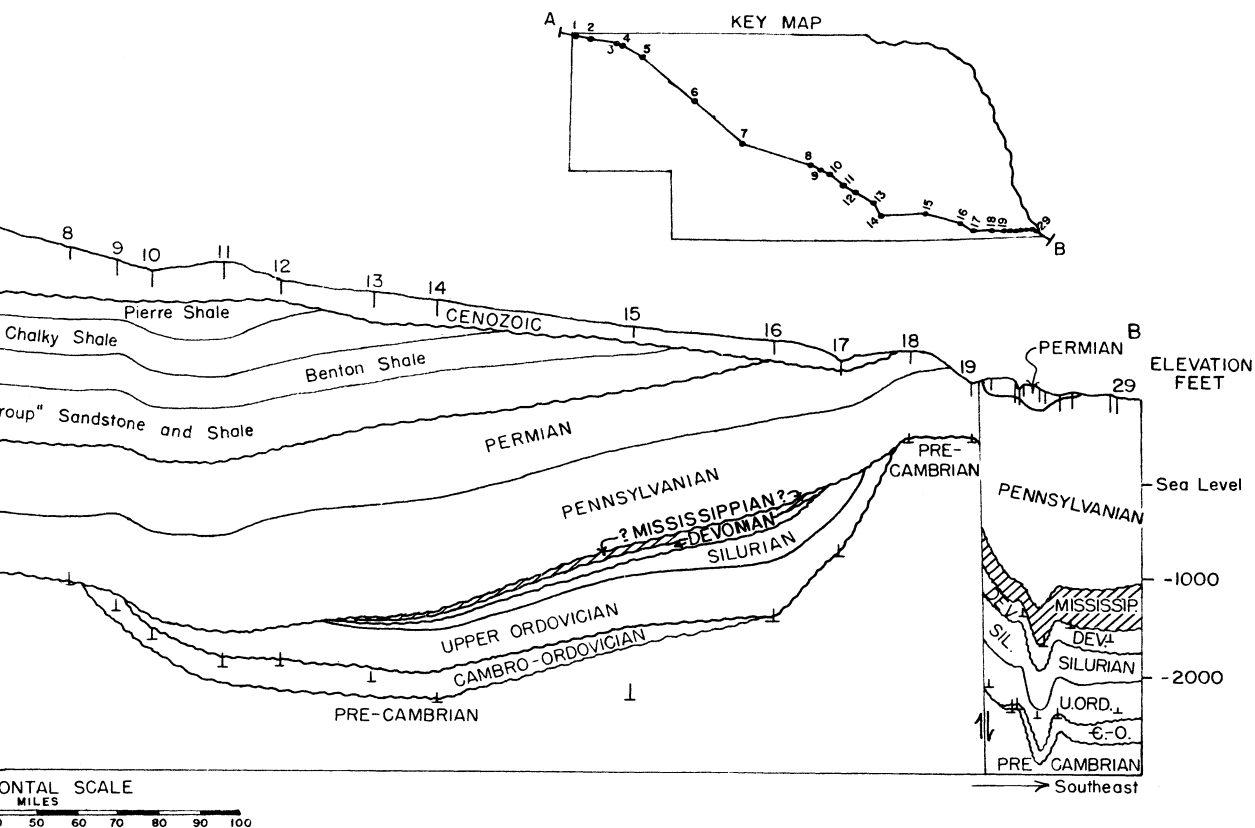 KEY MAP
A
1
2
3
4
5
6
7
8
9
10
11
12
13
14
15
16
17
18
19
29
B
8
9
10
11
12
13
14
15
16
17
18
19
29
B
ELEVATION
FEET
PERMIAN
Pierre Shale
CENOZOIC
Chalky Shale
Benton Shale
roup" Sandstone and Shale
PERMIAN
PRE-
CAMBRIAN
PENNSYLVANIAN
Sea Level
PENNSYLVANIAN
? MISSISSIPPIAN ?
DEVONIAN
SILURIAN
-1000
MISSISSIP.
DEV.
DEV.
SIL.
SILURIAN
UPPER ORDOVICIAN
CAMBRO-ORDOVICIAN
-2000
U.ORD.
Є.-O.
PRE-CAMBRIAN
PRE CAMBRIAN
Southeast
ONTAL SCALE
MILES
0 50 60 70 80 90 100